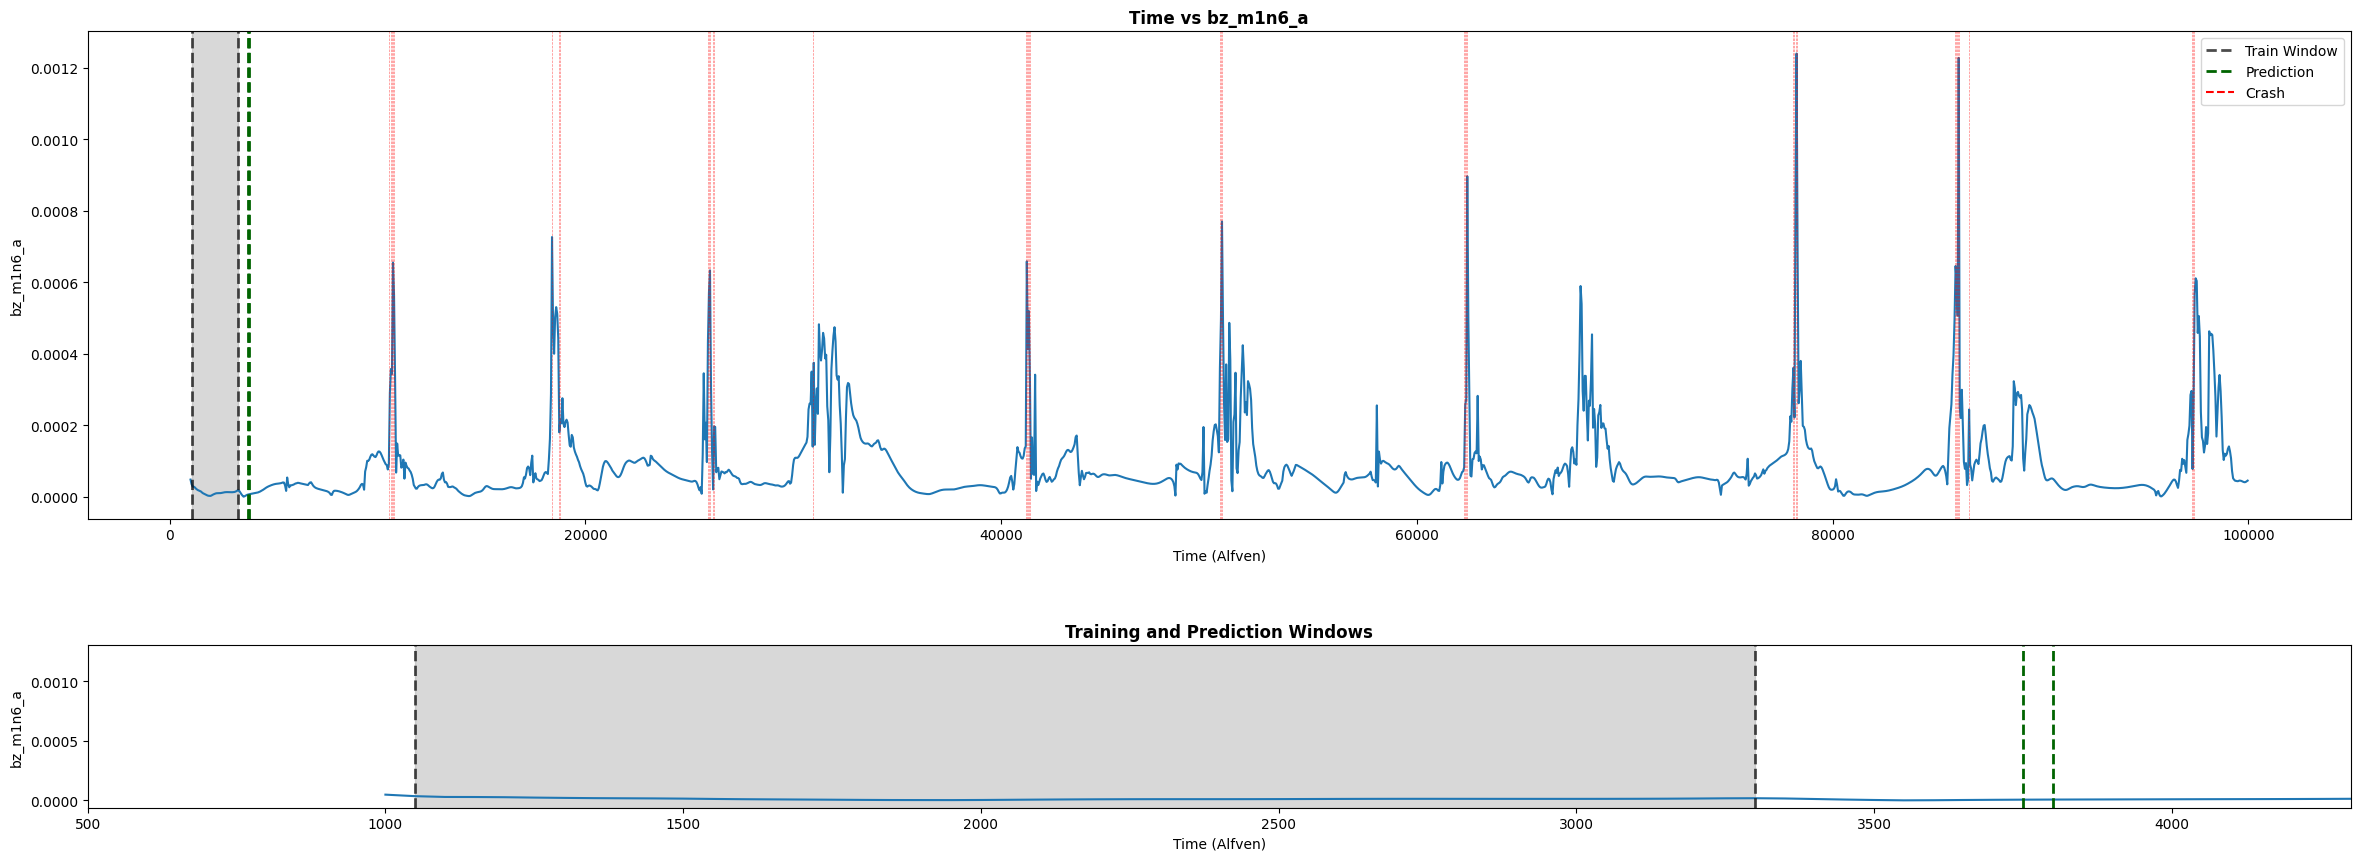 Time vs bz_m1n6_a
0.0012
0.0010
0.0008
0.0006
0.0004
0.0002
0.0000
bz_m1n6_a
Train Window
Prediction
Crash
0 20000 40000 60000 80000 100000
Time (Alfven)
Training and Prediction Windows
0.0010
0.0005
0.0000
bz_m1n6_a
500 1000 1500 2000 2500 3000 3500 4000
Time (Alfven)